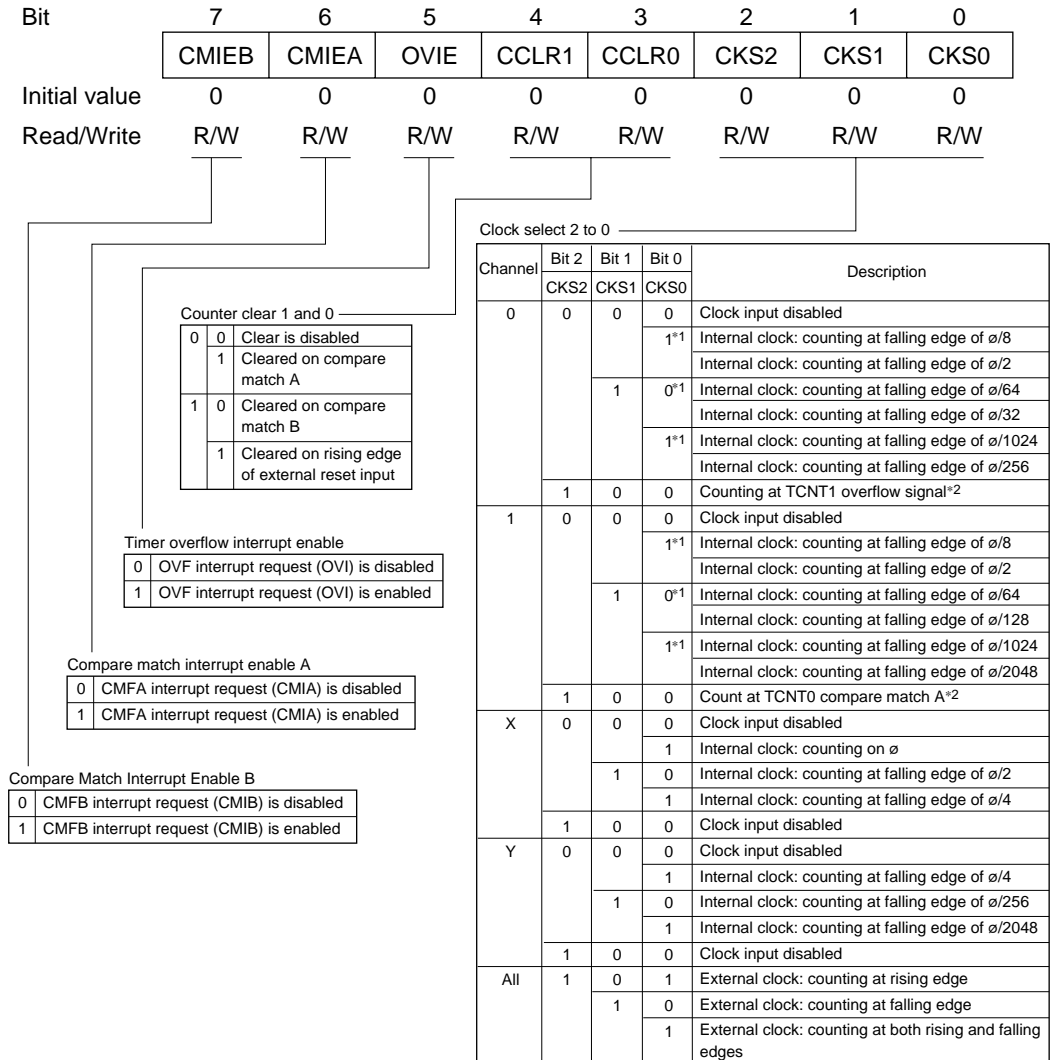 Bit 7 6 5 4 3 2 1 0
CMIEB CMIEA OVIE CCLR1 CCLR0 CKS2 CKS1 CKS0
Initial value 0 0 0 0 0 0 0 0
Read/Write R/W R/W R/W R/W R/W R/W R/W R/W
Clock select 2 to 0
Channel Bit 2 Bit 1 Bit 0 Description
CKS2 CKS1 CKS0
0 0 0 0 Clock input disabled
1*1 Internal clock: counting at falling edge of ø/8
Internal clock: counting at falling edge of ø/2
1 0*1 Internal clock: counting at falling edge of ø/64
Internal clock: counting at falling edge of ø/32
1*1 Internal clock: counting at falling edge of ø/1024
Internal clock: counting at falling edge of ø/256
1 0 0 Counting at TCNT1 overflow signal*2
1 0 0 0 Clock input disabled
1*1 Internal clock: counting at falling edge of ø/8
Internal clock: counting at falling edge of ø/2
1 0*1 Internal clock: counting at falling edge of ø/64
Internal clock: counting at falling edge of ø/128
1*1 Internal clock: counting at falling edge of ø/1024
Internal clock: counting at falling edge of ø/2048
1 0 0 Count at TCNT0 compare match A*2
X 0 0 0 Clock input disabled
1 Internal clock: counting on ø
1 0 Internal clock: counting at falling edge of ø/2
1 Internal clock: counting at falling edge of ø/4
1 0 0 Clock input disabled
Y 0 0 0 Clock input disabled
1 Internal clock: counting at falling edge of ø/4
1 0 Internal clock: counting at falling edge of ø/256
1 Internal clock: counting at falling edge of ø/2048
1 0 0 Clock input disabled
All 1 0 1 External clock: counting at rising edge
1 0 External clock: counting at falling edge
1 External clock: counting at both rising and falling
edges
Counter clear 1 and 0
0 0 Clear is disabled
1 Cleared on compare
match A
1 0 Cleared on compare
match B
1 Cleared on rising edge
of external reset input
Timer overflow interrupt enable
0 OVF interrupt request (OVI) is disabled
1 OVF interrupt request (OVI) is enabled
Compare match interrupt enable A
0 CMFA interrupt request (CMIA) is disabled
1 CMFA interrupt request (CMIA) is enabled
Compare Match Interrupt Enable B
0 CMFB interrupt request (CMIB) is disabled
1 CMFB interrupt request (CMIB) is enabled